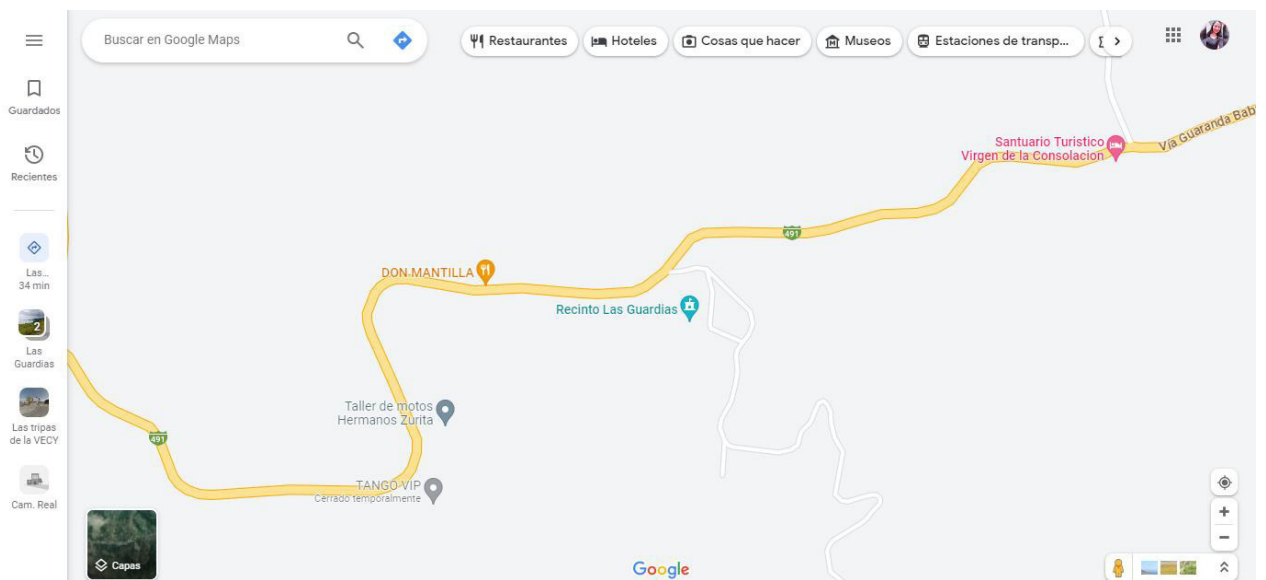 Buscar en Google Maps
Restaurantes
Hoteles
Cosas que hacer
Museos
Estaciones de transp...
Guardados
Recientes
Las...
34 min
2
Las
Guardias
Las tripas
de la VECY
Cam. Real
Santuario Turistico
Virgen de la Consolacion
Vía Guaranda Bab
491
DON MANTILLA
Recinto Las Guardias
Taller de motos
Hermanos Zurita
491
TANGO VIP
Cerrado temporalmente
Capas
Google